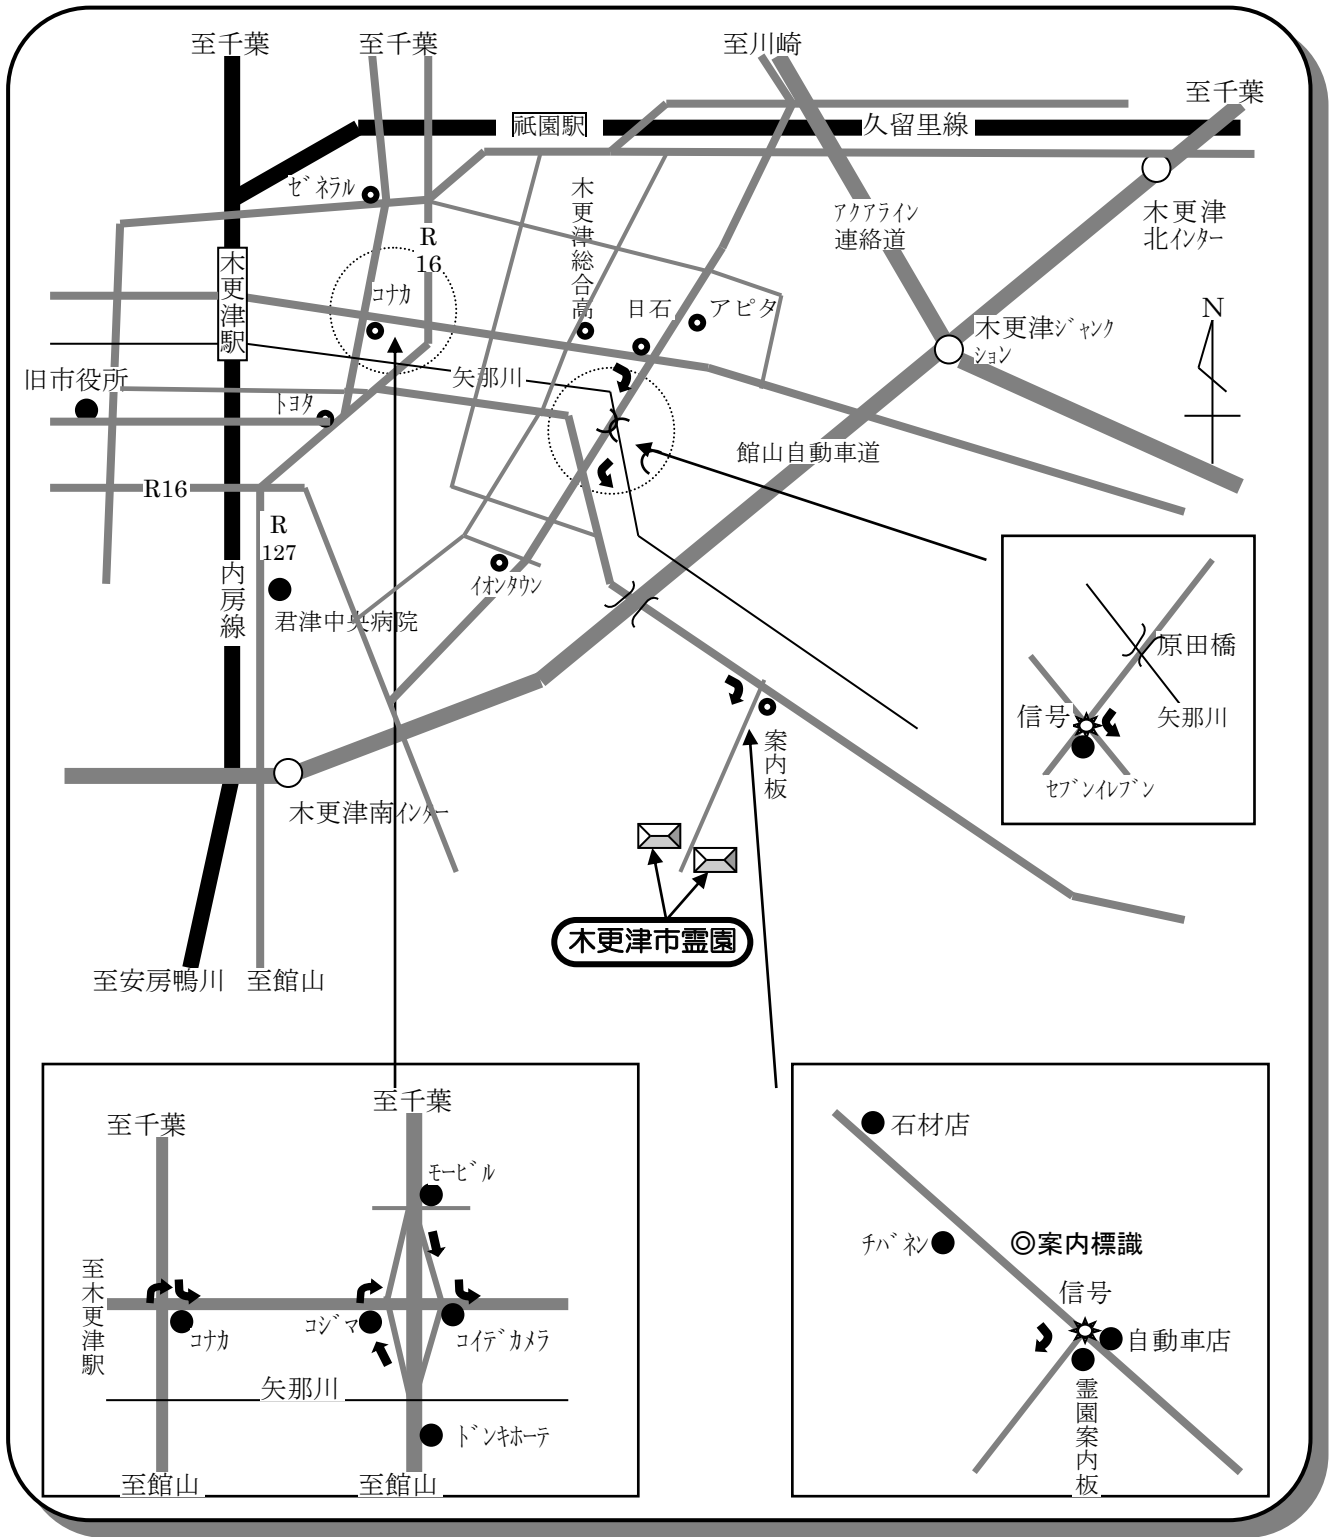 至千葉
至千葉
至川崎
至千葉
祇園駅
久留里線
ｾﾞﾈﾗﾙ
木更津総合高
R
16
ｱｸｱﾗｲﾝ
連絡道
木更津
北ｲﾝﾀｰ
木更津駅
ｺﾅｶ
日石
アピタ
木更津ｼﾞｬﾝｸ
ｼｮﾝ
N
旧市役所
ﾄﾖﾀ
矢那川
館山自動車道
R16
R
127
内房線
君津中央病院
ｲｵﾝﾀｳﾝ
原田橋
信号
矢那川
ｾﾌﾞﾝｲﾚﾌﾞﾝ
案内板
木更津南ｲﾝﾀｰ
木更津市霊園
至安房鴨川
至館山
至千葉
至千葉
ﾓｰﾋﾞﾙ
至木更津駅
ｺﾅｶ
ｺｼﾞﾏ
ｺｲﾃﾞｶﾒﾗ
矢那川
ﾄﾞﾝｷﾎｰﾃ
至館山
至館山
石材店
ﾁﾊﾞﾈﾝ
◎案内標識
信号
自動車店
霊園案内板